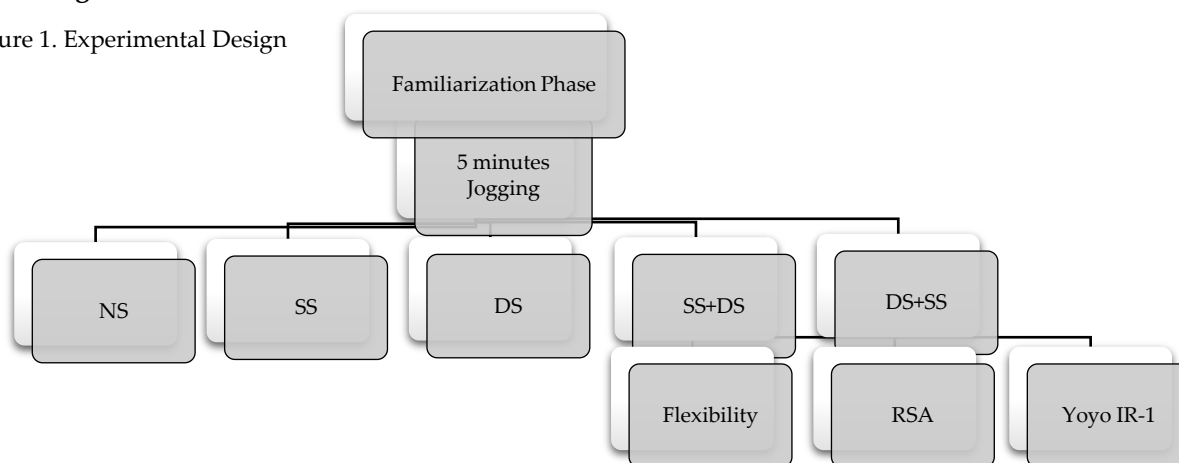 ure 1. Experimental Design
Familiarization Phase
5 minutes
Jogging
NS
SS
DS
SS+DS
DS+SS
Flexibility
RSA
Yoyo IR-1